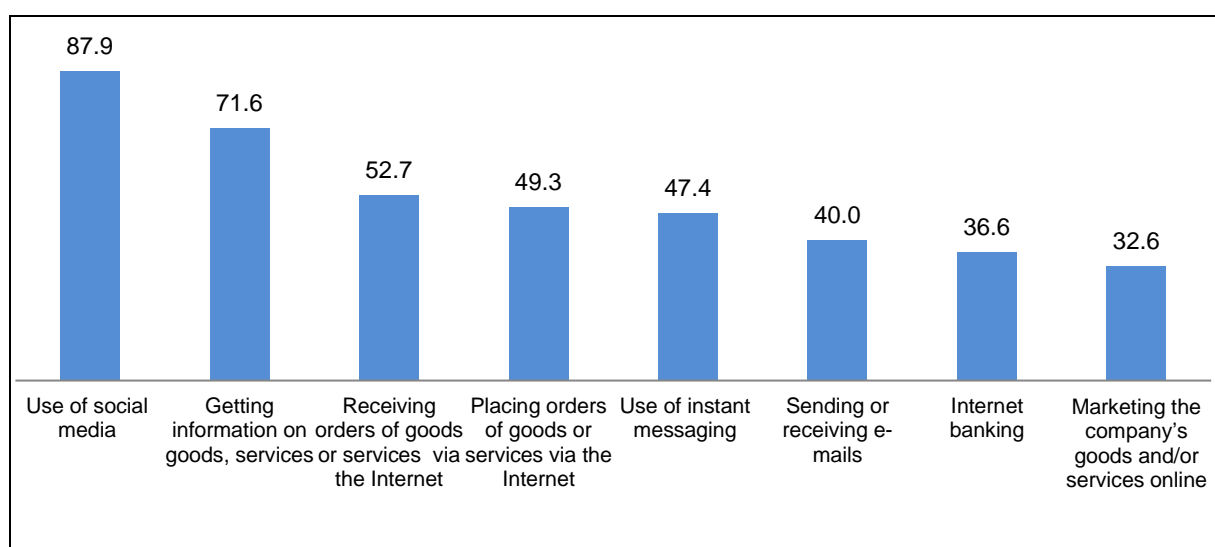 87.9
71.6
52.7
49.3
47.4
40.0
36.6
32.6
Use of social
media
Getting
information on
goods, services
Receiving
orders of goods
or services via
the Internet
Placing orders
of goods or
services via the
Internet
Use of instant
messaging
Sending or
receiving e-
mails
Internet
banking
Marketing the
company's
goods and/or
services online